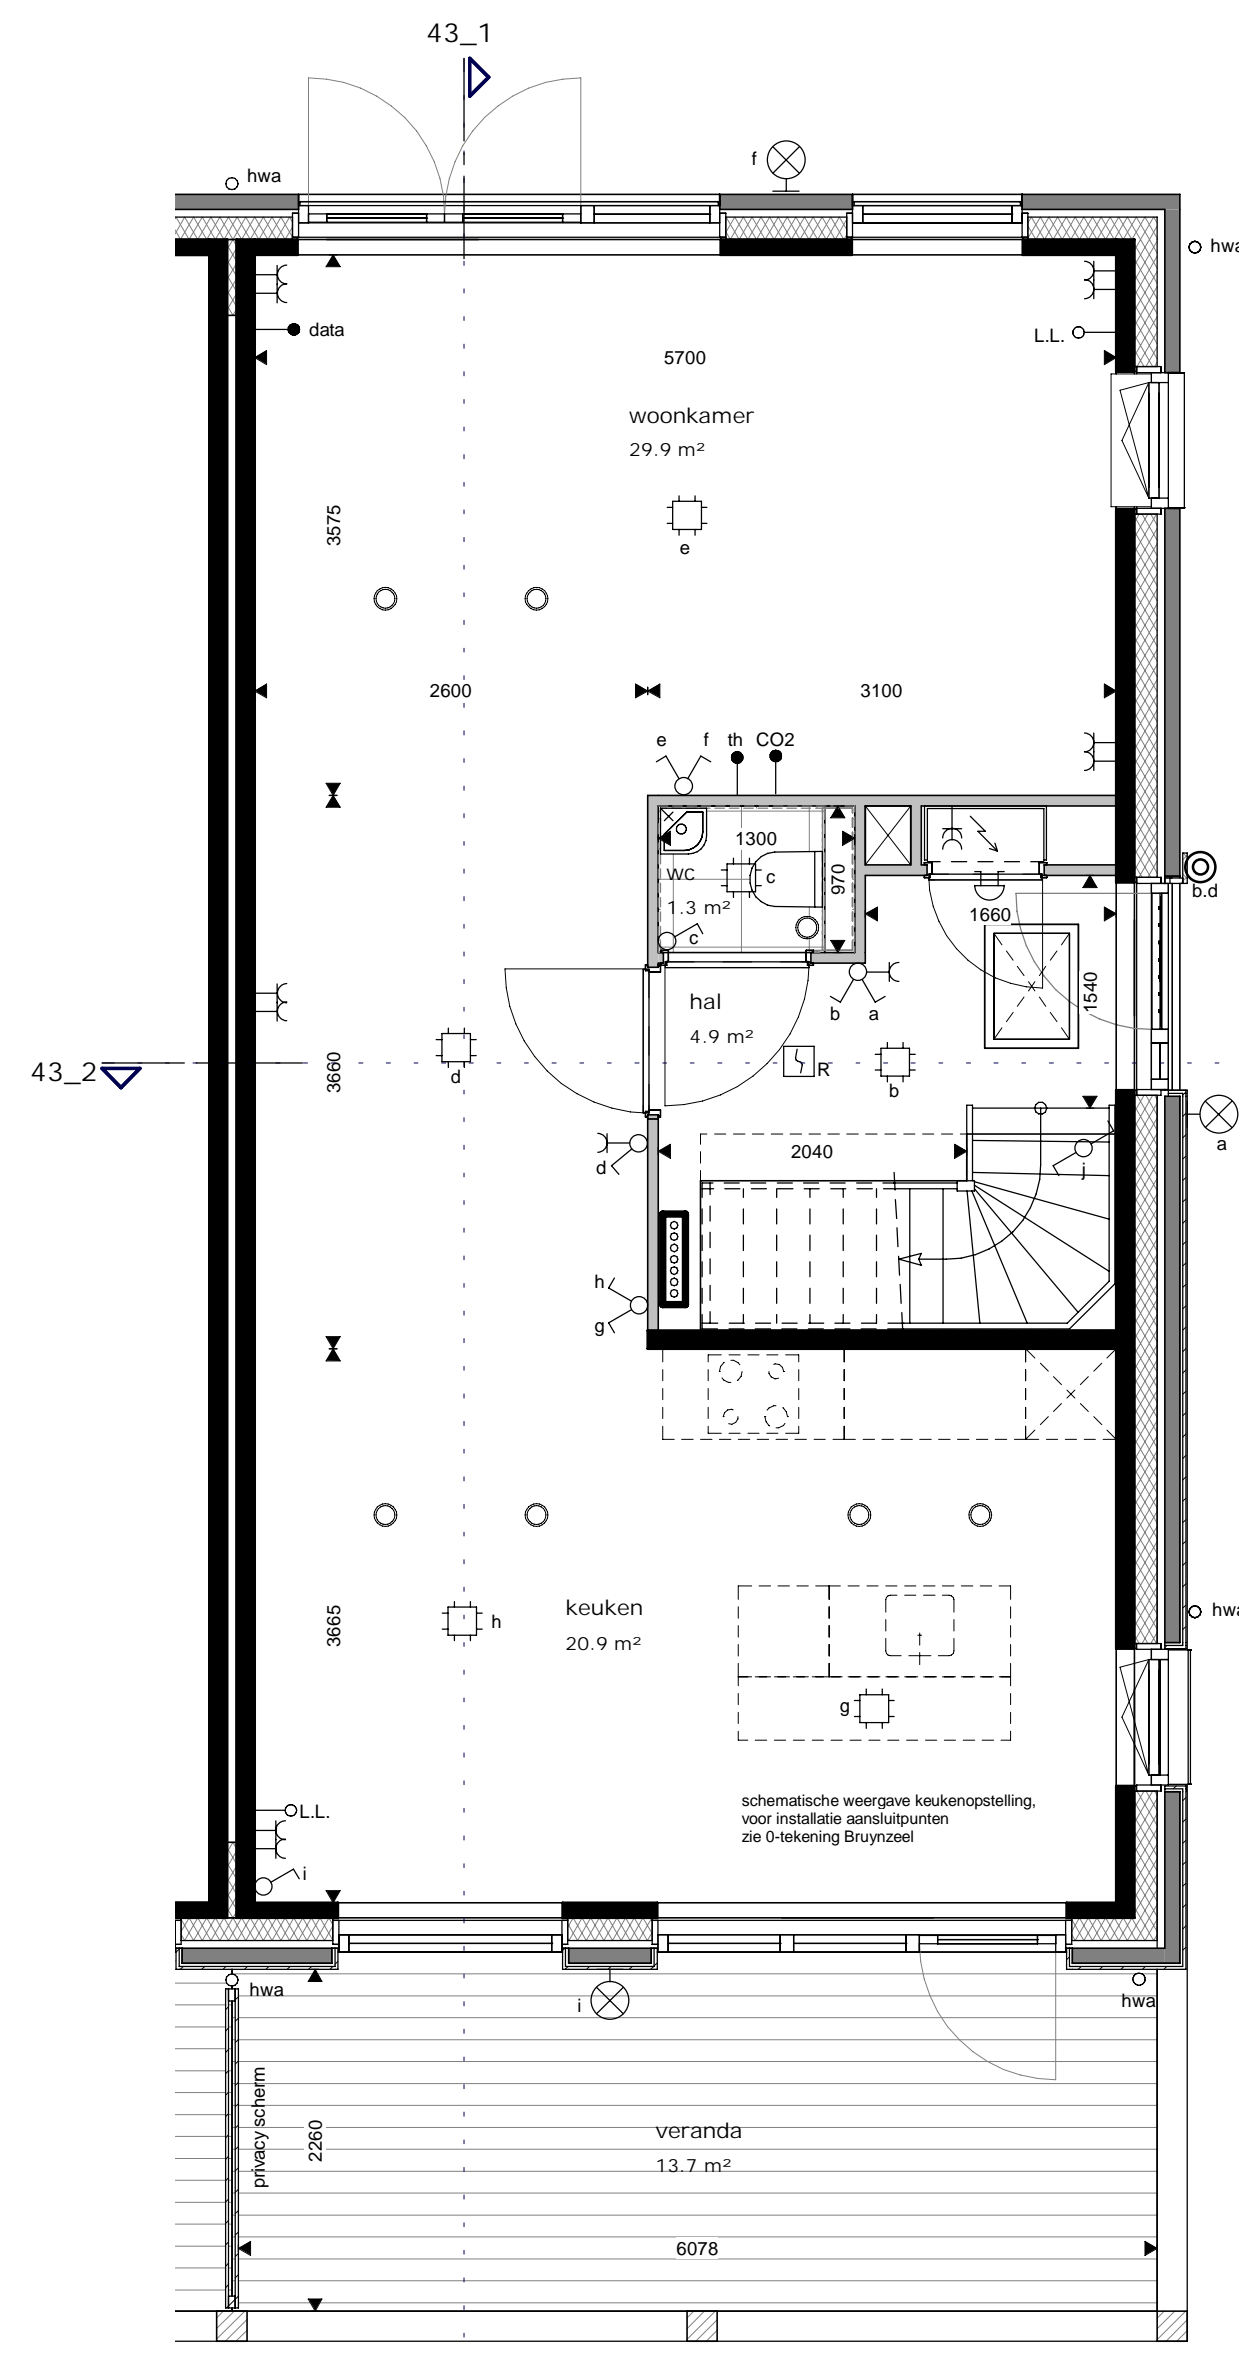 43_1
f
hwa
hwa
data
L.L.
5700
woonkamer
29.9 m²
3575
e
2600
3100
e
f
th
CO2
1300
WC
c
970
1.3 m²
c
1660
b.d
hal
b
a
1540
4.9 m²
43_2
3660
d
R
b
a
d
2040
j
h
g
keuken
20.9 m²
hwa
3665
h
g
schematische weergave keukenopstelling,
voor installatie aansluitpunten
zie 0-tekening Bruynzeel
L.L.
i
hwa
i
hwa
privacy scherm
2260
veranda
13.7 m²
6078